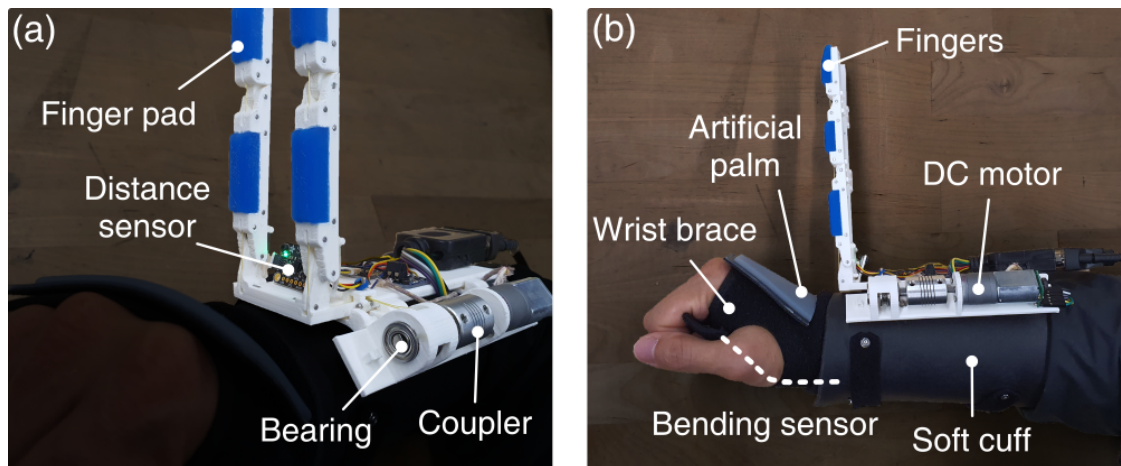 (a)
Finger pad
Distance
sensor
Bearing
Coupler
(b)
Fingers
Artificial
palm
DC motor
Wrist brace
Bending sensor
Soft cuff